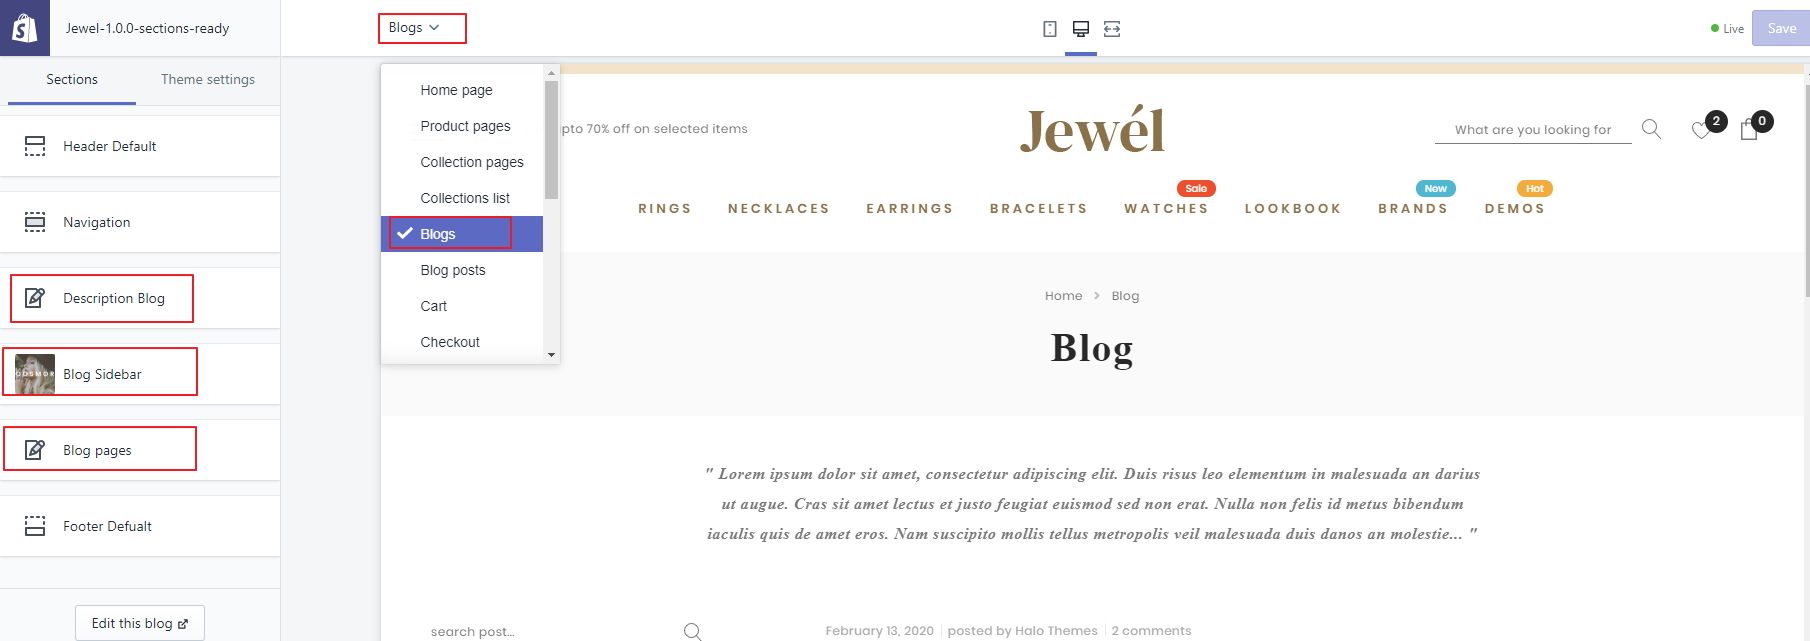 Jewel-1.0.0-sections-ready
Blogs
Live
Save
Sections
Theme settings
Header Default
Navigation
Description Blog
Blog Sidebar
Blog pages
Footer Defualt
Edit this blog
Home page
Product pages
Collection pages
Collections list
Blogs
Blog posts
Cart
Checkout
pto 70% off on selected items
Jewél
What are you looking for
2
0
Sale
New
Hot
RINGS
NECKLACES
EARRINGS
BRACELETS
WATCHES
LOOKBOOK
BRANDS
DEMOS
Home > Blog
Blog
" Lorem ipsum dolor sit amet, consectetur adipiscing elit. Duis risus leo elementum in malesuada an darius
ut augue. Cras sit amet lectus et justo feugiat euismod sed non erat. Nulla non felis id metus bibendum
iaculis quis de amet eros. Nam suscipito mollis tellus metropolis veil malesuada duis danos an molestie... "
search post...
February 13, 2020 | posted by Halo Themes | 2 comments